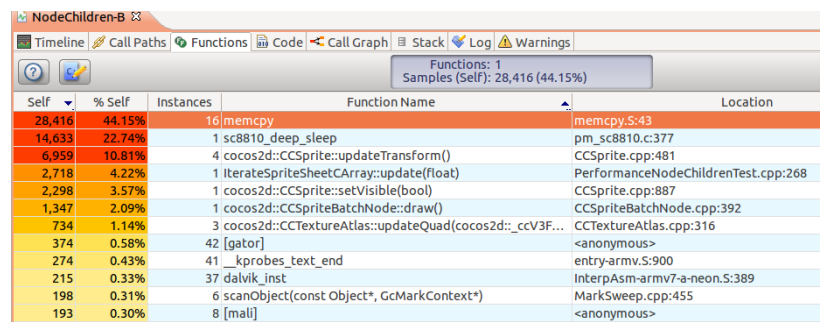 NodeChildren-B
Timeline Call Paths Functions Code Call Graph Stack Log Warnings
Functions: 1
Samples (Self): 28,416 (44.15%)
Self % Self Instances Function Name Location
28,416 44.15% 16 memcpy memcpy.S:43
14,633 22.74% 1 sc8810_deep_sleep pm_sc8810.c:377
6,959 10.81% 4 cocos2d::CCSprite::updateTransform() CCSprite.cpp:481
2,718 4.22% 1 IterateSpriteSheetCArray::update(float) PerformanceNodeChildrenTest.cpp:268
2,298 3.57% 1 cocos2d::CCSprite::setVisible(bool) CCSprite.cpp:887
1,347 2.09% 1 cocos2d::CCSpriteBatchNode::draw() CCSpriteBatchNode.cpp:392
734 1.14% 3 cocos2d::CCTextureAtlas::updateQuad(cocos2d::_ccV3F... CCTextureAtlas.cpp:316
374 0.58% 42 [gator] <anonymous>
274 0.43% 41 __kprobes_text_end entry-armv.S:900
215 0.33% 37 dalvik_inst InterpAsm-armv7-a-neon.S:389
198 0.31% 6 scanObject(const Object*, GcMarkContext*) MarkSweep.cpp:455
193 0.30% 8 [mali] <anonymous>